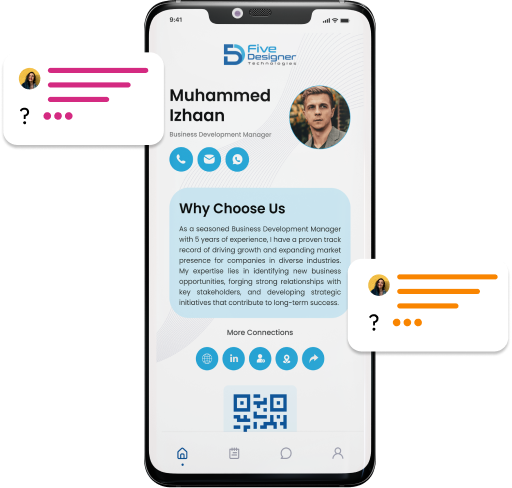 9:41
Five
Designer
Technologies
Muhammed
Izhaan
Business Development Manager
Why Choose Us
As a seasoned Business Development Manager
with 5 years of experience, I have a proven track
record of driving growth and expanding market
presence for companies in diverse industries.
My expertise lies in identifying new business
opportunities, forging strong relationships with
key stakeholders, and developing strategic
initiatives that contribute to long-term success.
More Connections
in
?
?